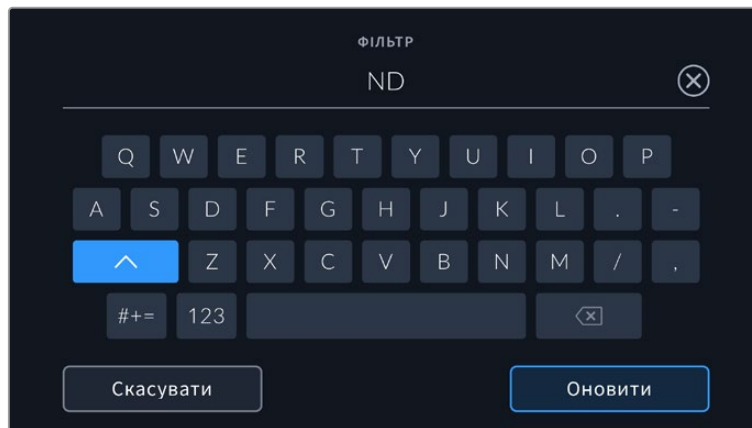 ФІЛЬТР
ND
Q W E R T Y U I O P
A S D F G H J K L . -
Z X C V B N M / ,
#+= 123
Скасувати Оновити